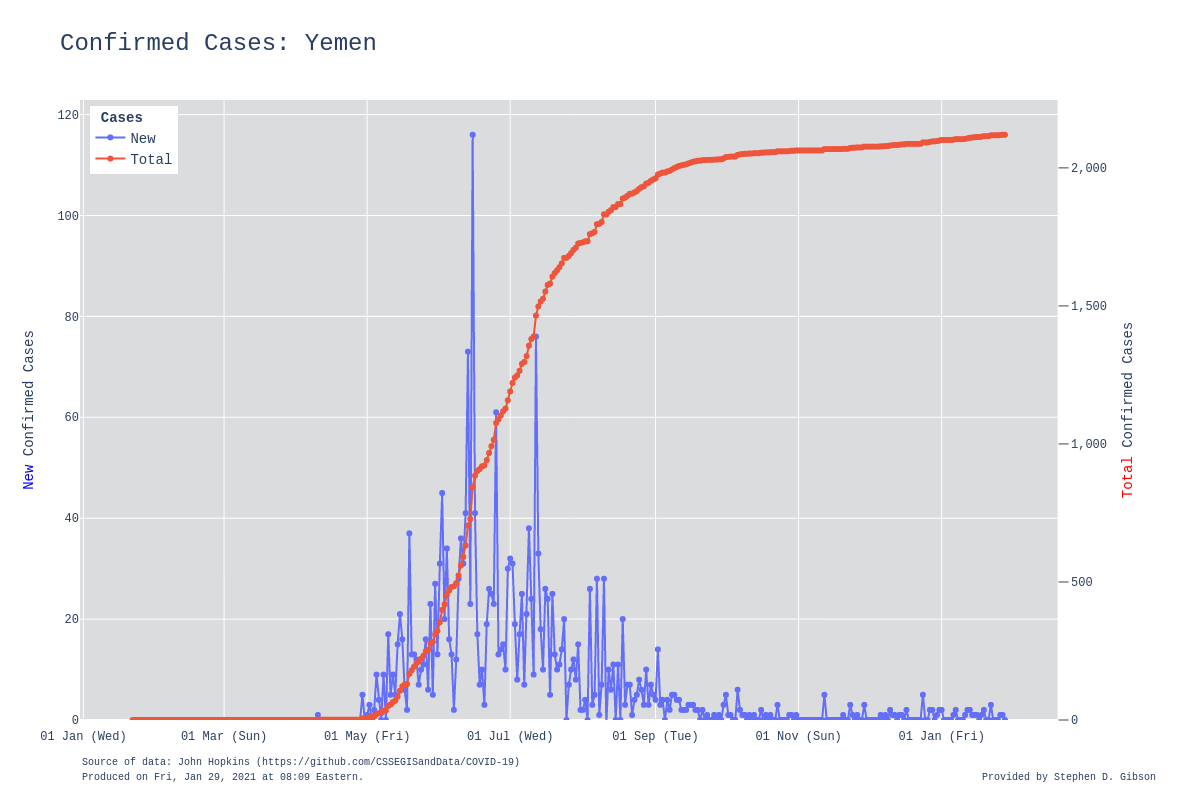 Confirmed Cases: Yemen
Cases
New
Total
120
100
80
60
40
20
0
2,000
1,500
1,000
500
0
New Confirmed Cases
Total Confirmed Cases
01 Jan (Wed)
01 Mar (Sun)
01 May (Fri)
01 Jul (Wed)
01 Sep (Tue)
01 Nov (Sun)
01 Jan (Fri)
Source of data: John Hopkins (https://github.com/CSSEGISandData/COVID-19)
Produced on Fri, Jan 29, 2021 at 08:09 Eastern.
Provided by Stephen D. Gibson